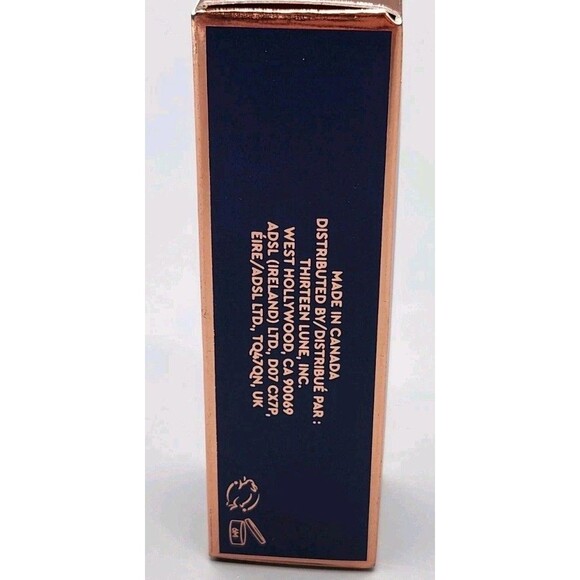 MADE IN CANADA
DISTRIBUTED BY/DISTRIBUÉ PAR :
THIRTEEN LUNE, INC.
WEST HOLLYWOOD, CA 90069
ADSL (IRELAND) LTD., D07 CX7P,
ÉIRE/ADSL LTD., TQ47QN, UK